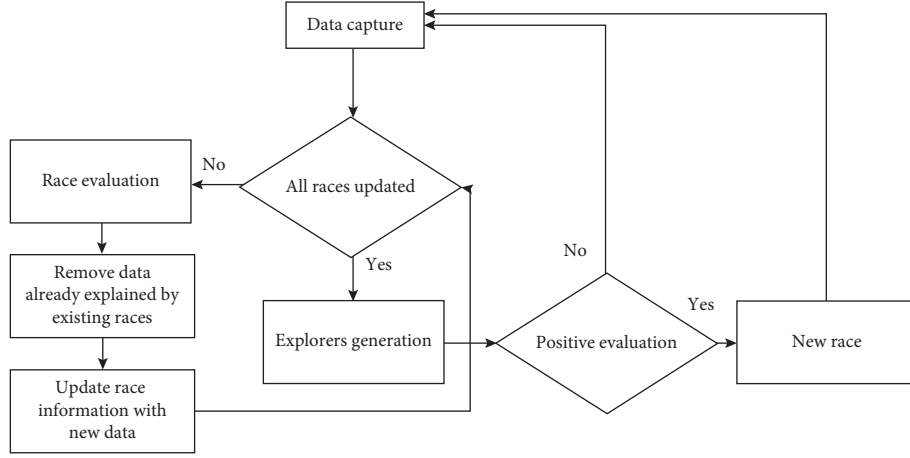 Data capture
No
Race evaluation
All races updated
Remove data
already explained by
existing races
Yes
No
Explorers generation
Positive evaluation
Yes
New race
Update race
information with
new data